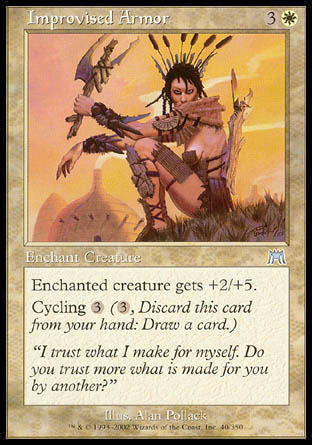 Improvised Armor 3
Enchant Creature
Enchanted creature gets +2/+5.
Cycling 3 (3, Discard this card
from your hand: Draw a card.)
“I trust what I make for myself. Do
you trust more what is made for you
by another?”
Illus. Alan Pollack
™ & © 1993-2002 Wizards of the Coast, Inc. 40/350